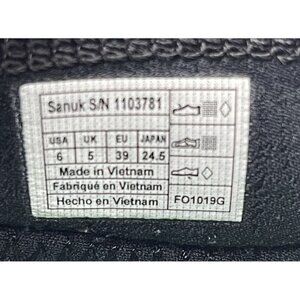 Sanuk S/N 1103781
USA UK EU JAPAN
6 5 39 24.5
Made in Vietnam
Fabriqué en Vietnam
Hecho en Vietnam FO1019G